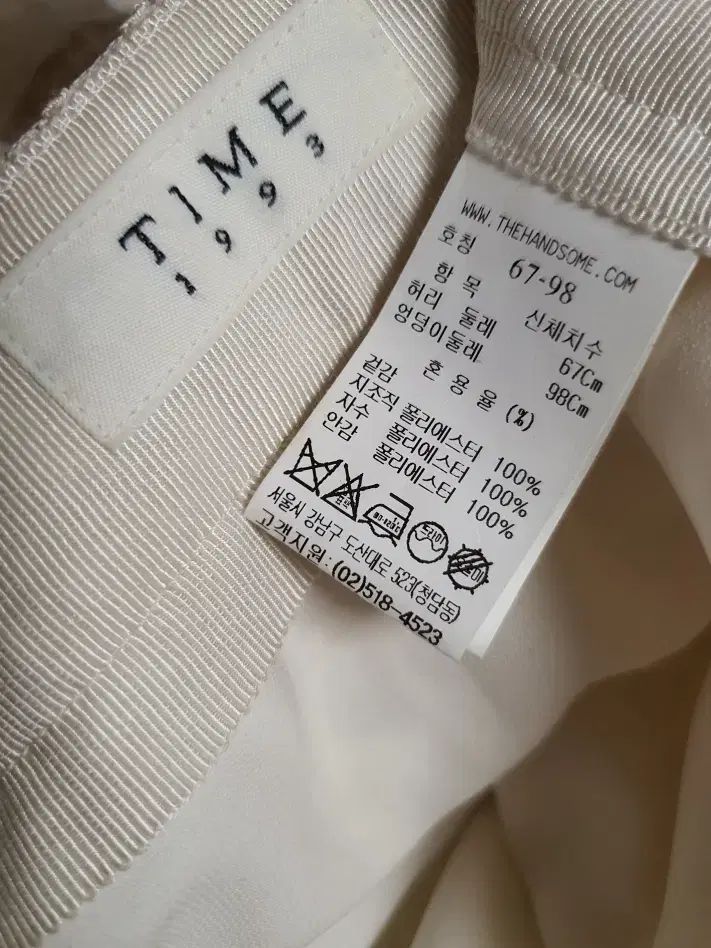 TIME
1993
WWW.THEHANDSOME.COM
호칭 67-98
항 목 신체치수
허리 둘레 67Cm
엉덩이둘레 98Cm
겉감 혼 용 율 (%)
지조직 폴리에스터 100%
자수 폴리에스터 100%
안감 폴리에스터 100%
드라이
서울시 강남구 도산대로 523(청담동)
고객지원:(02)518-4523